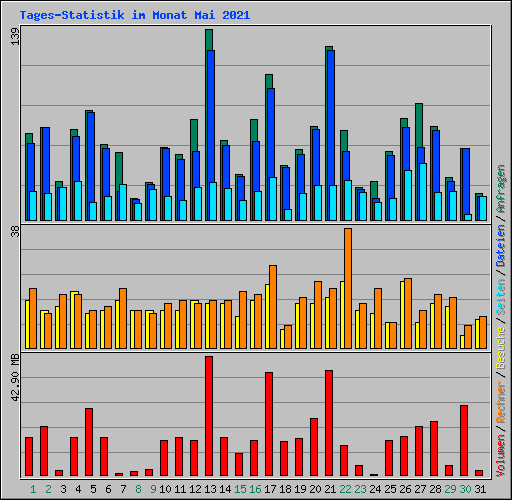 Tages-Statistik im Monat Mai 2021
139
38
42.90 MB
Volumen / Rechner / Besuche / Seiten / Dateien / Anfragen
1 2 3 4 5 6 7 8 9 10 11 12 13 14 15 16 17 18 19 20 21 22 23 24 25 26 27 28 29 30 31